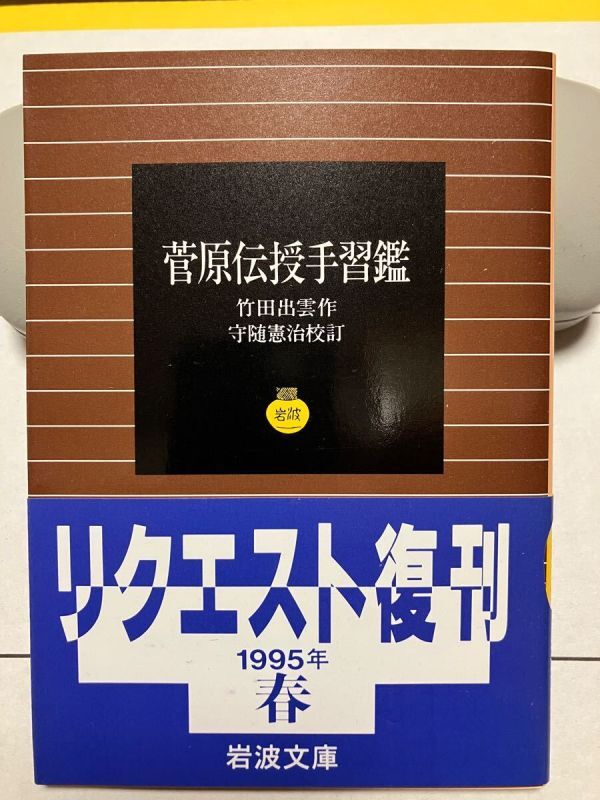 菅原伝授手習鑑
竹田出雲作
守随憲治校訂
岩波
リクエスト復刊
1995年
春
岩波文庫